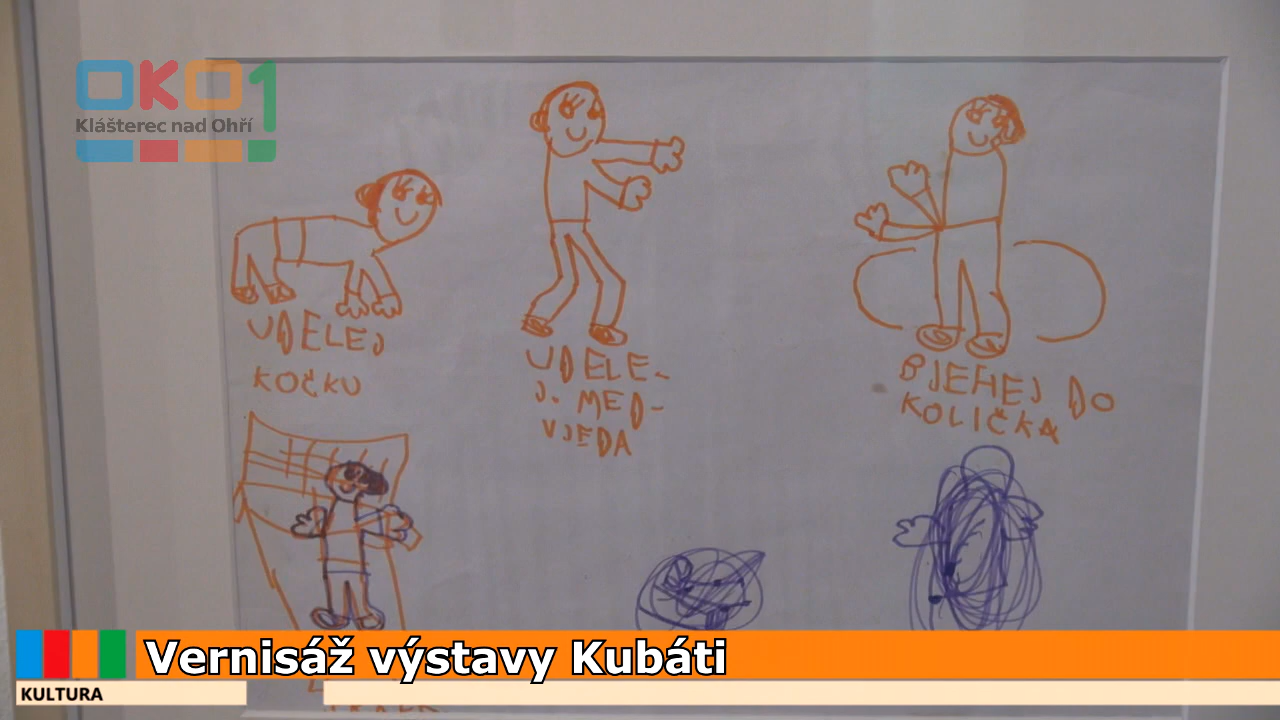 OKO1
Klášterec nad Ohří
UDELEJ
KOČKU
UDELE-
J. MED-
VJEDA
BJEHEJ DO
KOLIČKA
Vernisáž výstavy Kubáti
KULTURA